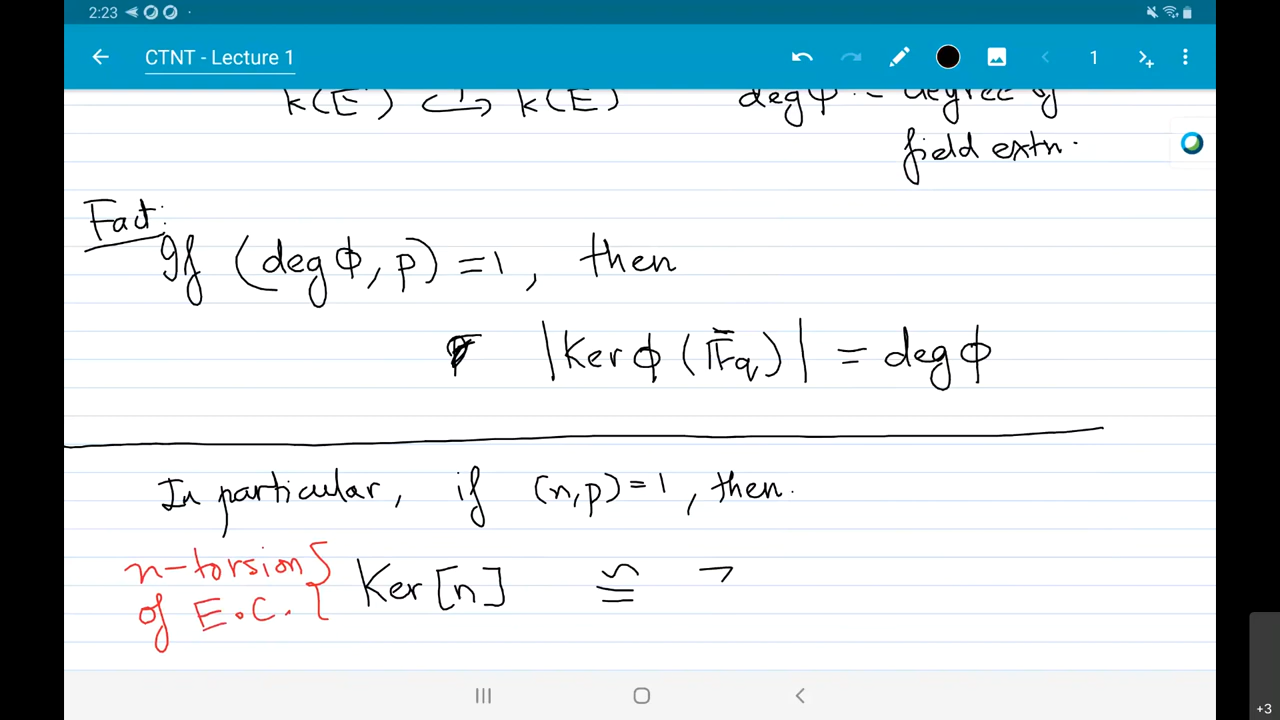 2:23
CTNT - Lecture 1
1
k(E') ↪ k(E) deg φ := degree of
field extn.
Fact:
If (deg φ, p) = 1, then
|Ker φ (F̄q)| = deg φ
In particular, if (n,p) = 1, then.
n-torsion
of E.C. } Ker [n] ≅
+3